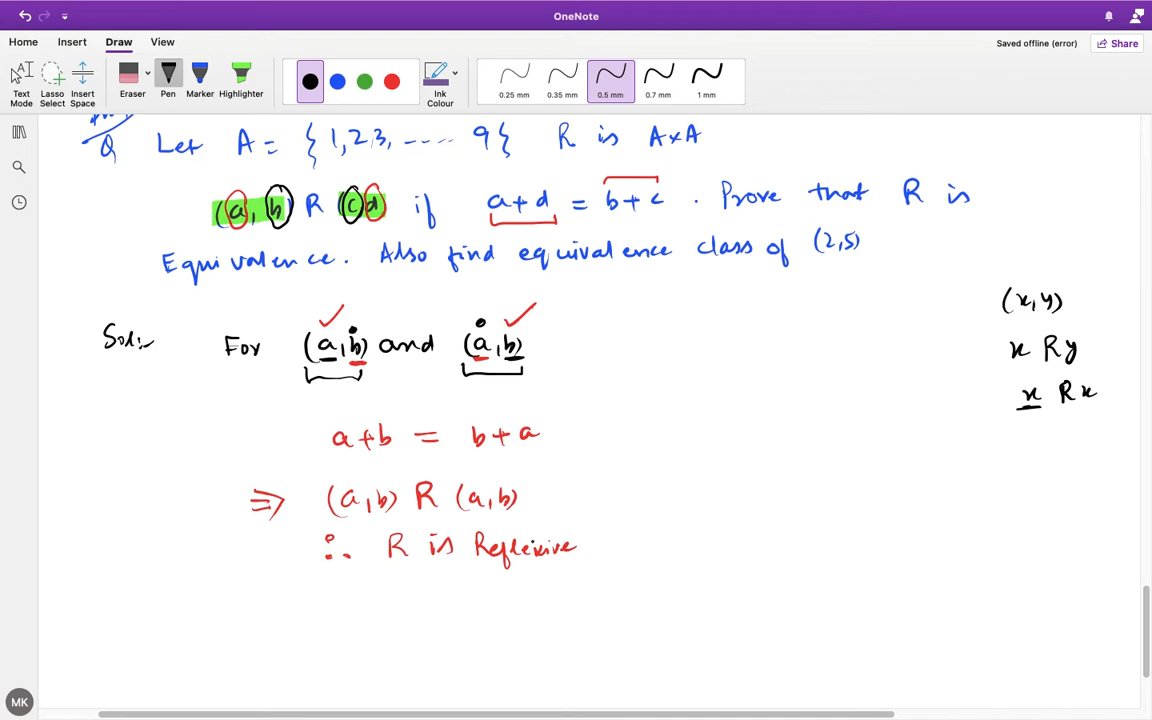 OneNote
Home Insert Draw View
Saved offline (error) Share
Text Mode Lasso Select Insert Space Eraser Pen Marker Highlighter Ink Colour 0.25 mm 0.35 mm 0.5 mm 0.7 mm 1 mm
Q Let A = {1,2,3, ---- 9} R is A×A
(a, b) R (c d if a+d = b+c . Prove that R is
Equivalence. Also find equivalence class of (2,5)
Sol:- For (a,b) and (a,b)
(x,y)
x R y
x R x
a+b = b+a
⇒ (a,b) R (a,b)
∴ R is Reflexive
MK